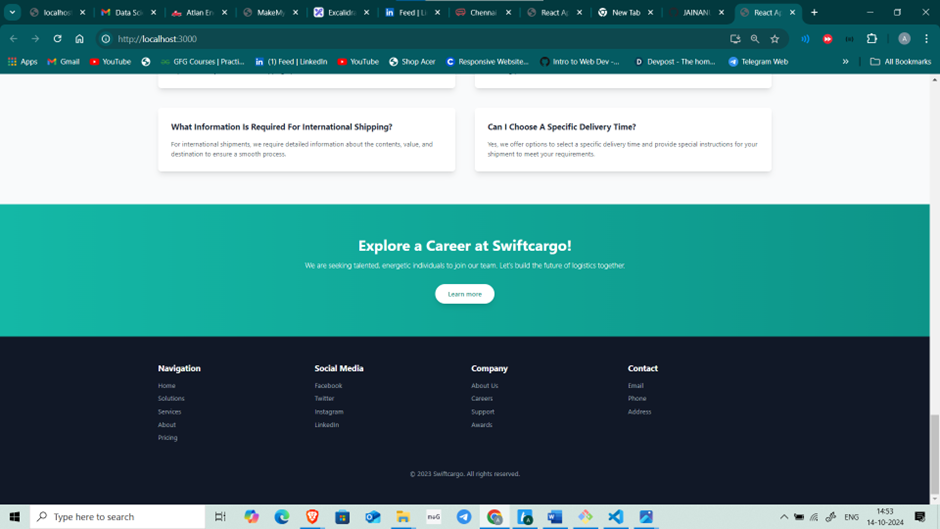 localhost
Data Sci
Atlan En
MakeMy
Excalidra
Feed | Li
Chennai
React Ap
New Tab
JAINAN
React Ap
http://localhost:3000
Apps
Gmail
YouTube
GFG Courses | Practi...
(1) Feed | LinkedIn
YouTube
Shop Acer
Responsive Website...
Intro to Web Dev -...
Devpost - The hom...
Telegram Web
All Bookmarks
What Information Is Required For International Shipping?
For international shipments, we require detailed information about the contents, value, and
destination to ensure a smooth process.
Can I Choose A Specific Delivery Time?
Yes, we offer options to select a specific delivery time and provide special instructions for your
shipment to meet your requirements.
Explore a Career at Swiftcargo!
We are seeking talented, energetic individuals to join our team. Let's build the future of logistics together.
Learn more
Navigation
Home
Solutions
Services
About
Pricing
Social Media
Facebook
Twitter
Instagram
LinkedIn
Company
About Us
Careers
Support
Awards
Contact
Email
Phone
Address
© 2023 Swiftcargo. All rights reserved.
Type here to search
ENG
14:53
14-10-2024